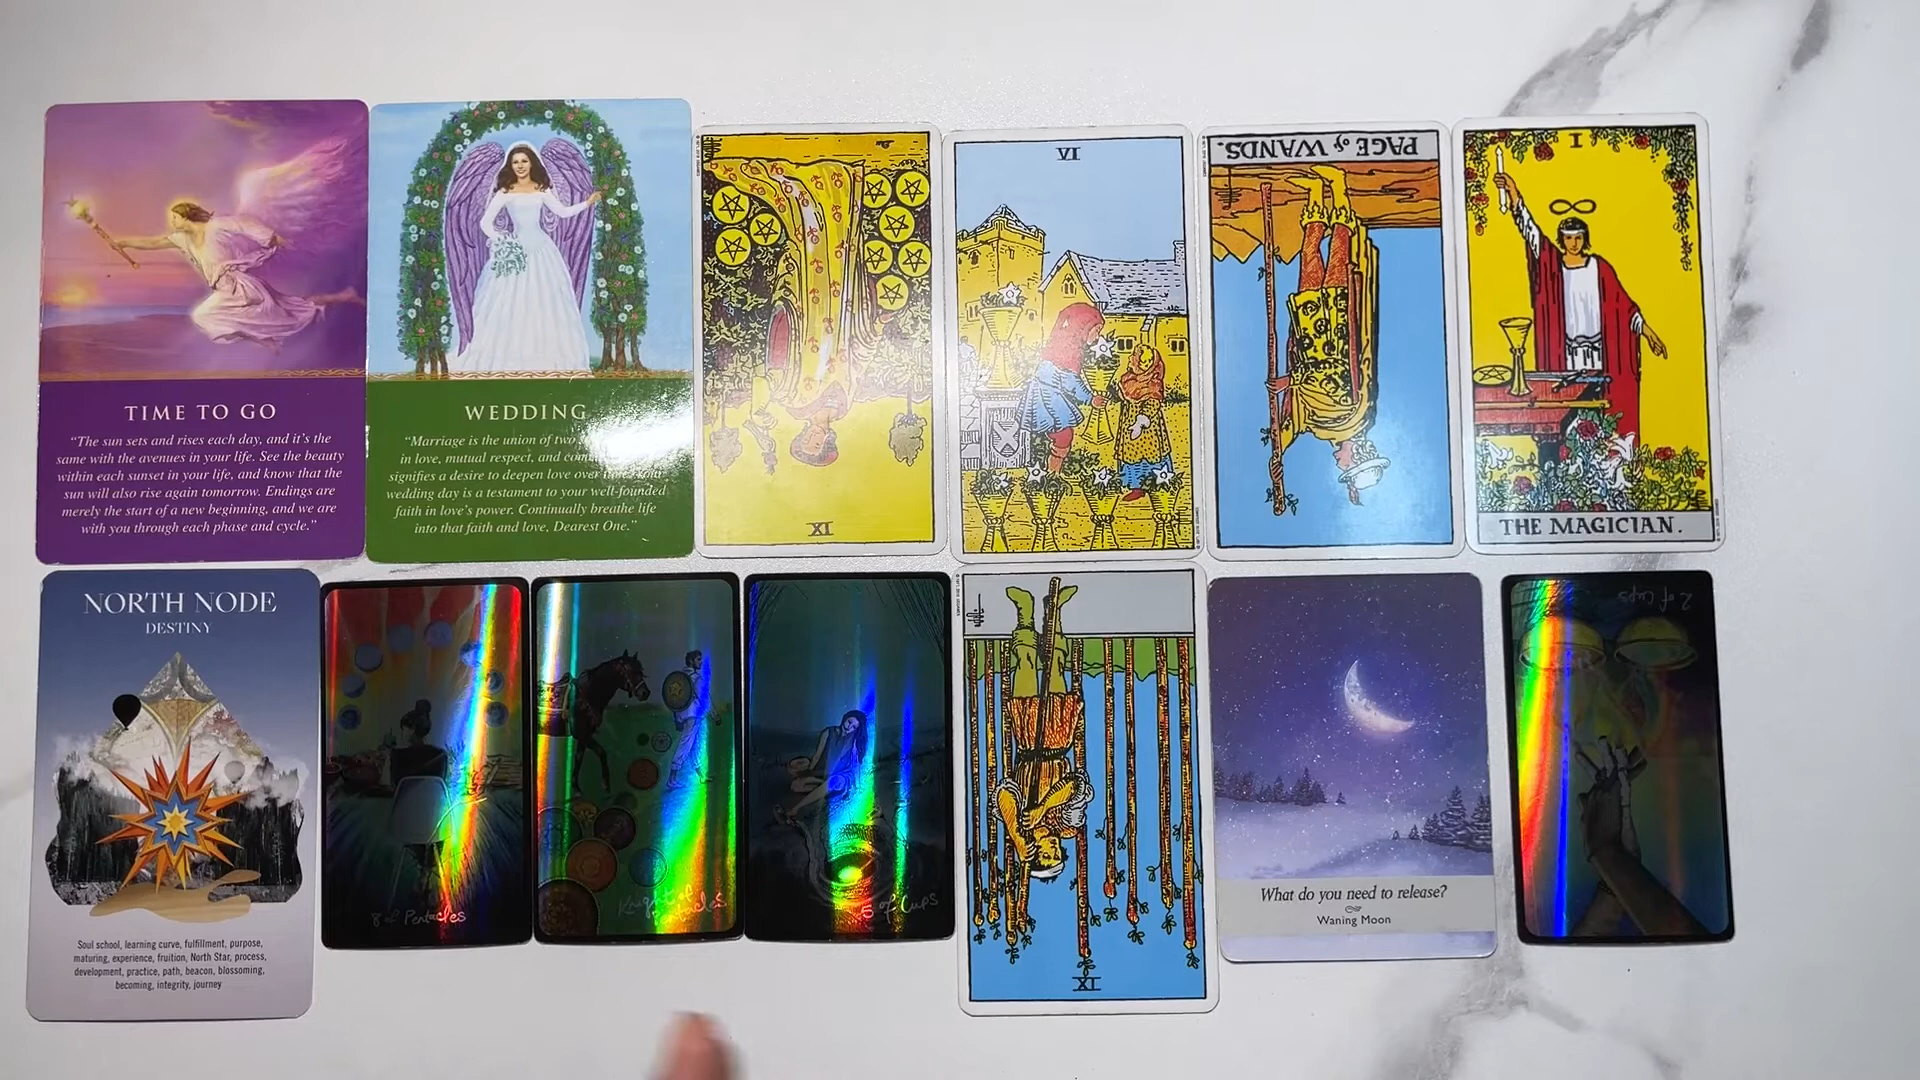 TIME TO GO
"The sun sets and rises each day, and it's the
same with the avenues in your life. See the beauty
within each sunset in your life, and know that the
sun will also rise again tomorrow. Endings are
merely the start of a new beginning, and we are
with you through each phase and cycle."
WEDDING
"Marriage is the union of two
in love, mutual respect, and
signifies a desire to deepen love over
wedding day is a testament to your well-founded
faith in love's power. Continually breathe life
into that faith and love, Dearest One."
IX
VI
PAGE of WANDS.
I
THE MAGICIAN.
NORTH NODE
DESTINY
Soul school, learning curve, fulfillment, purpose,
maturing, experience, fruition, North Star, process,
development, practice, path, beacon, blossoming,
becoming, integrity, journey
8 of Pentacles
Knight of
Pentacles
5 of Cups
IX
What do you need to release?
Waning Moon
2 of Cups